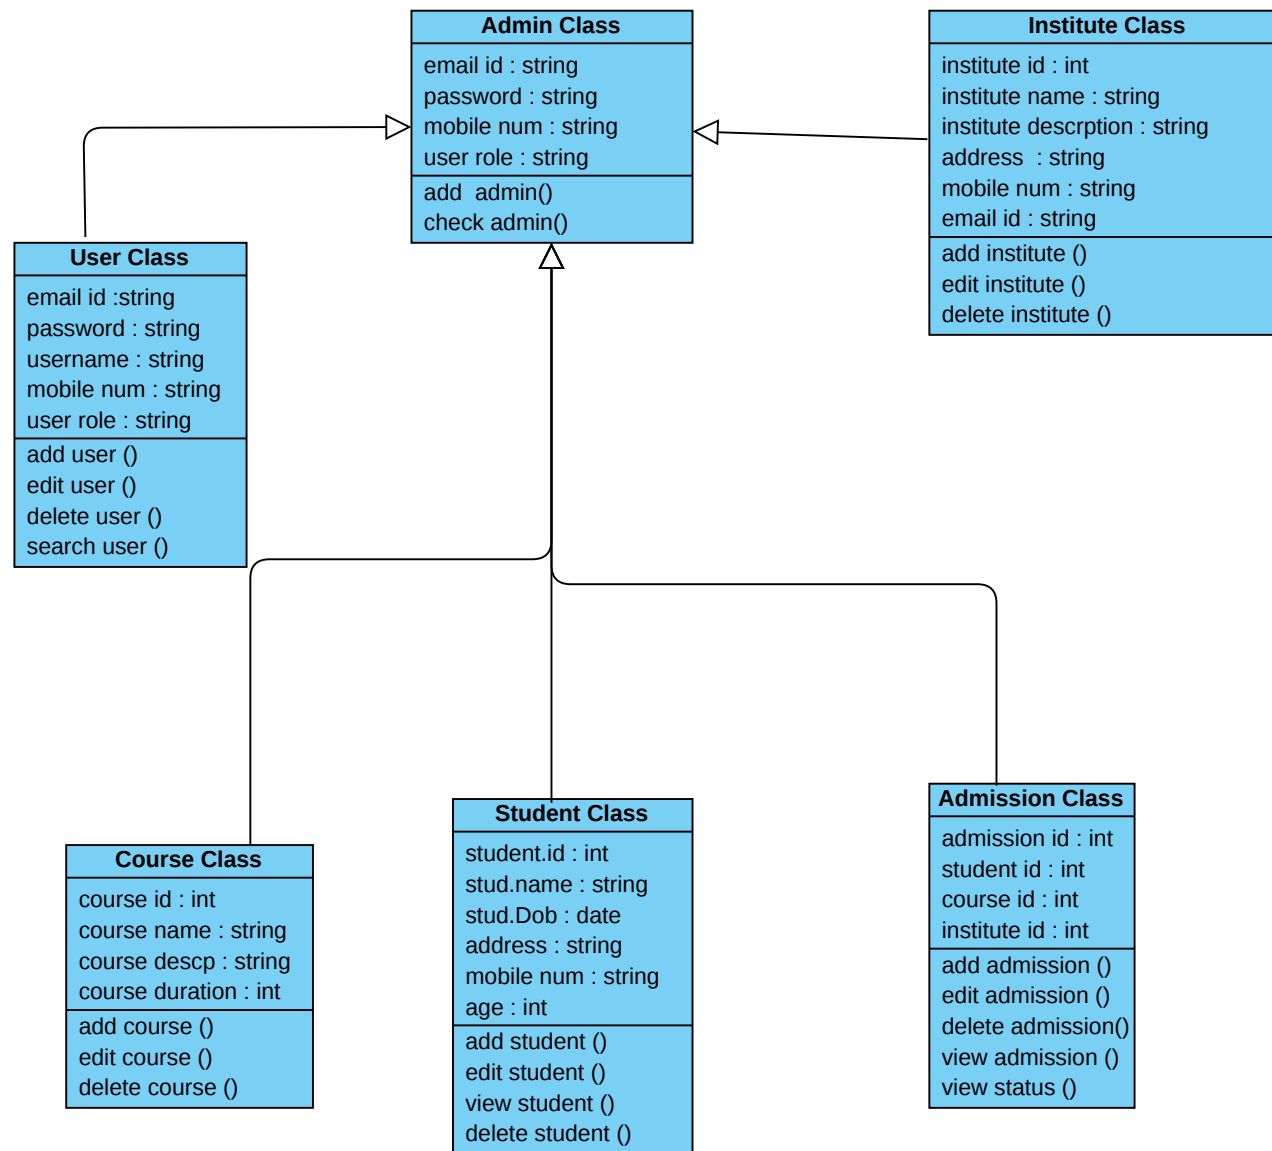 Admin Class
email id : string
password : string
mobile num : string
user role : string
add  admin()
check admin()
Institute Class
institute id : int
institute name : string
institute descrption : string
address  : string
mobile num : string
email id : string
add institute ()
edit institute ()
delete institute ()
User Class
email id :string
password : string
username : string
mobile num : string
user role : string
add user ()
edit user ()
delete user ()
search user ()
Course Class
course id : int
course name : string
course descp : string
course duration : int
add course ()
edit course ()
delete course ()
Student Class
student.id : int
stud.name : string
stud.Dob : date
address : string
mobile num : string
age : int
add student ()
edit student ()
view student ()
delete student ()
Admission Class
admission id : int
student id : int
course id : int
institute id : int
add admission ()
edit admission ()
delete admission()
view admission ()
view status ()